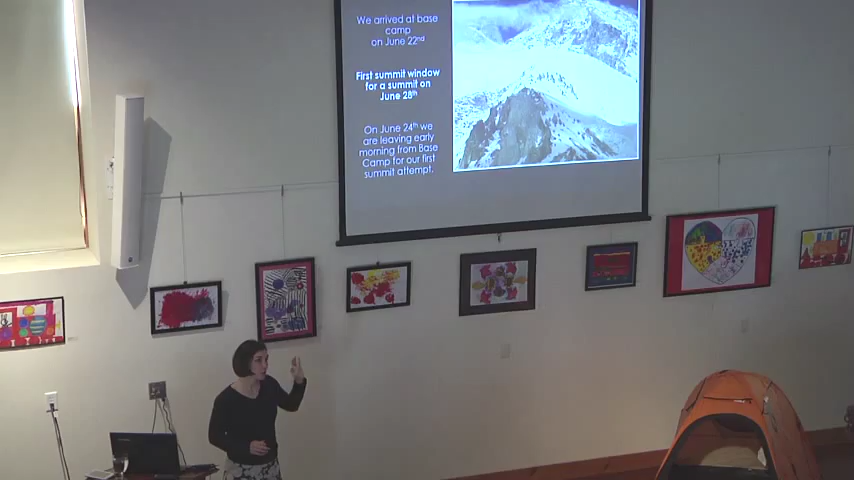 We arrived at base
camp
on June 22nd
First summit window
for a summit on
June 28th
On June 24th we
are leaving early
morning from Base
Camp for our first
summit attempt.